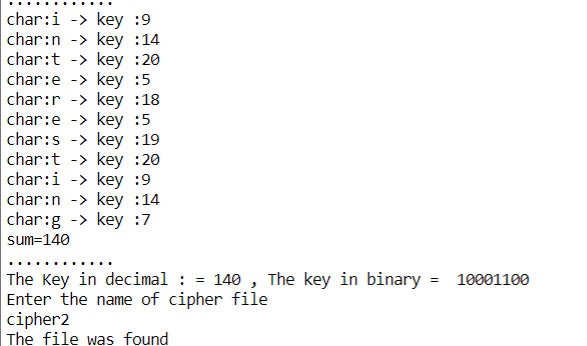 ............
char:i -> key :9
char:n -> key :14
char:t -> key :20
char:e -> key :5
char:r -> key :18
char:e -> key :5
char:s -> key :19
char:t -> key :20
char:i -> key :9
char:n -> key :14
char:g -> key :7
sum=140
............
The Key in decimal : = 140 , The key in binary =  10001100
Enter the name of cipher file
cipher2
The file was found